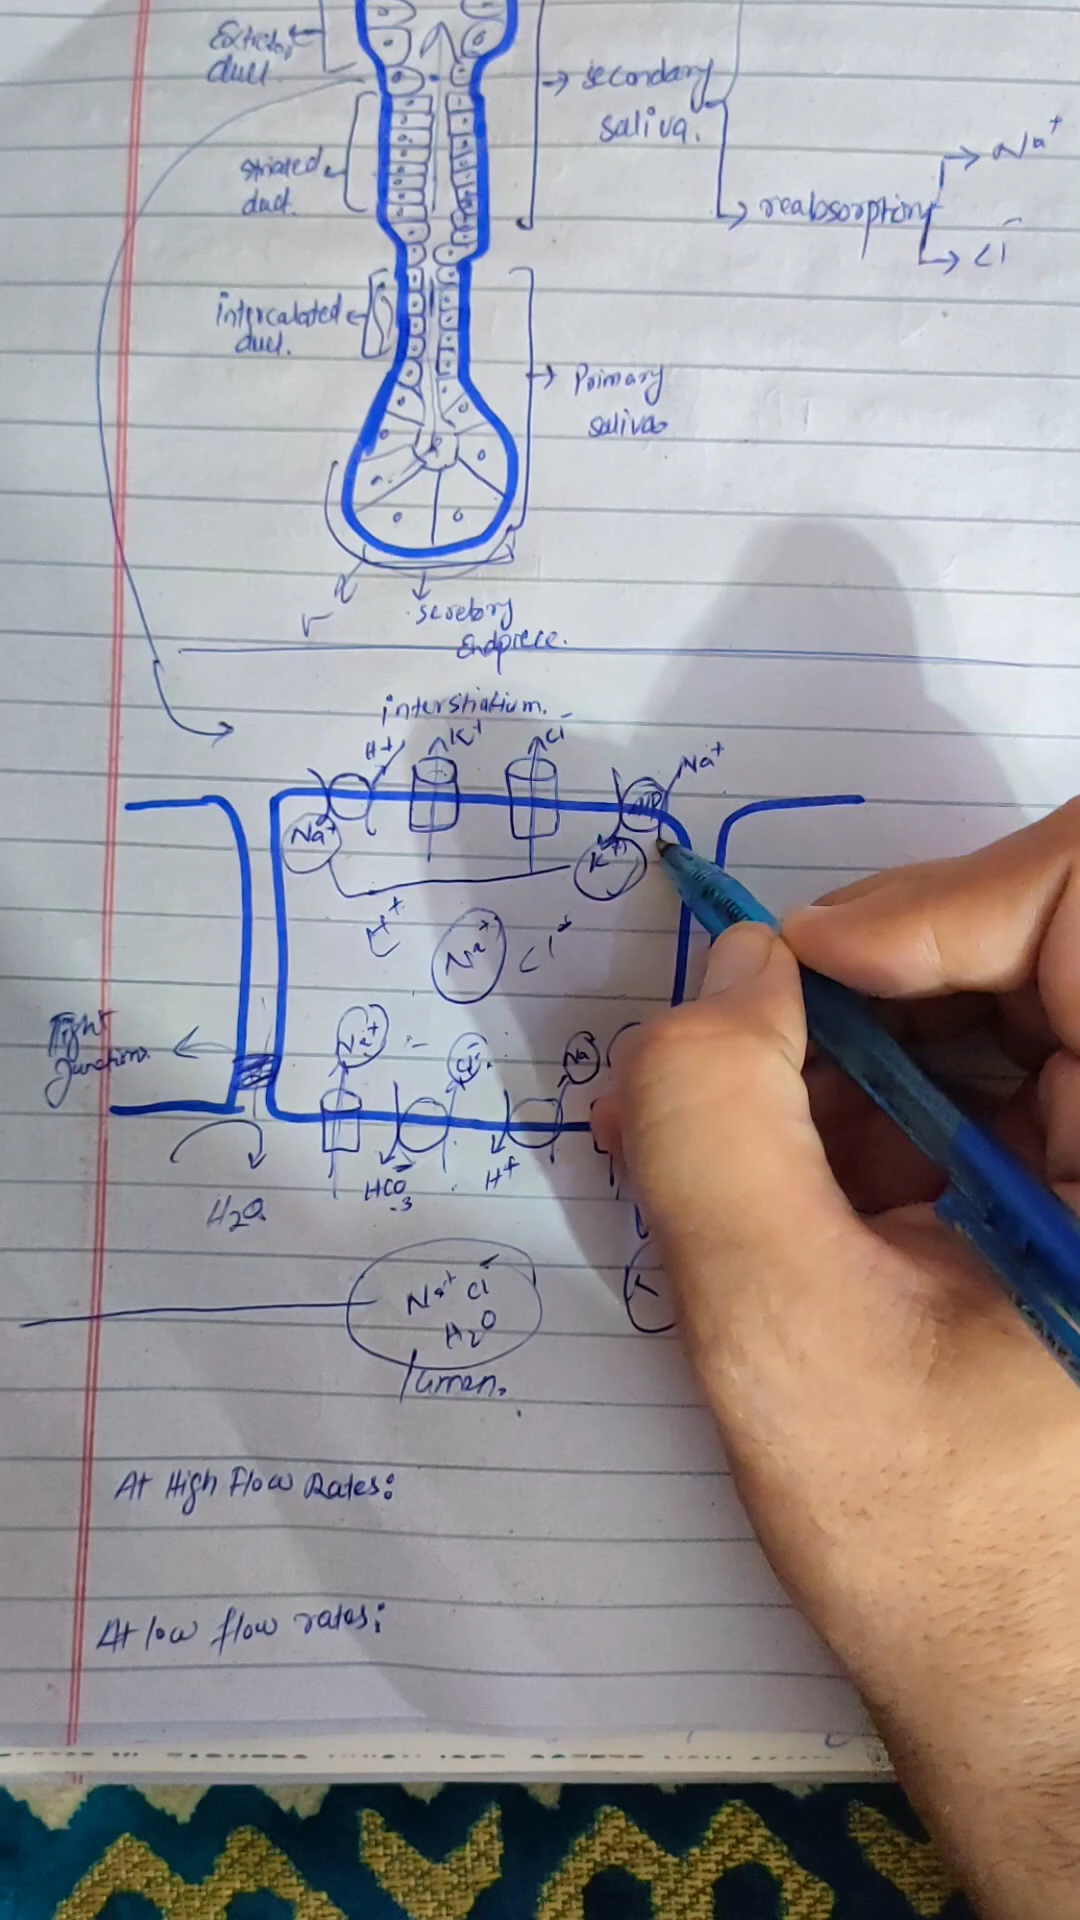 duct.
secondary
saliva.
Na+
striated
duct.
reabsorption
Cl-
intercalated
duct.
Primary
saliva
secretory
Endpiece.
interstitium.
H+
K+
Cl-
Na+
Na+
K+
H+
Na+
Cl-
Tight
Junction.
Na+
Cl-
Na
HCO3-
H+
H2O
K
Na+ Cl-
H2O
lumen.
At High Flow Rates:
At low flow rates: